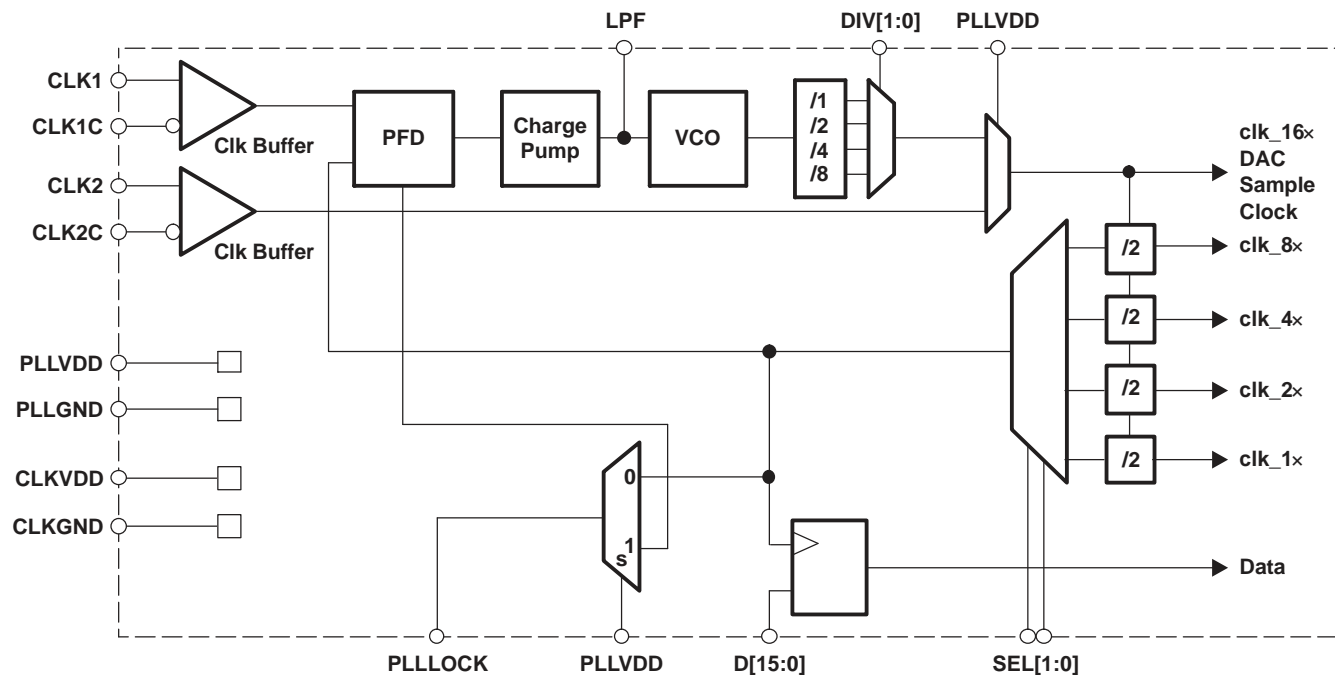 LPF
DIV[1:0]
PLLVDD
CLK1
CLK1C
Clk Buffer
CLK2
CLK2C
Clk Buffer
PFD
Charge
Pump
VCO
/1
/2
/4
/8
clk_16×
DAC
Sample
Clock
/2
clk_8×
/2
clk_4×
/2
clk_2×
/2
clk_1×
PLLVDD
PLLGND
CLKVDD
CLKGND
0
1
s
Data
PLLLOCK
PLLVDD
D[15:0]
SEL[1:0]